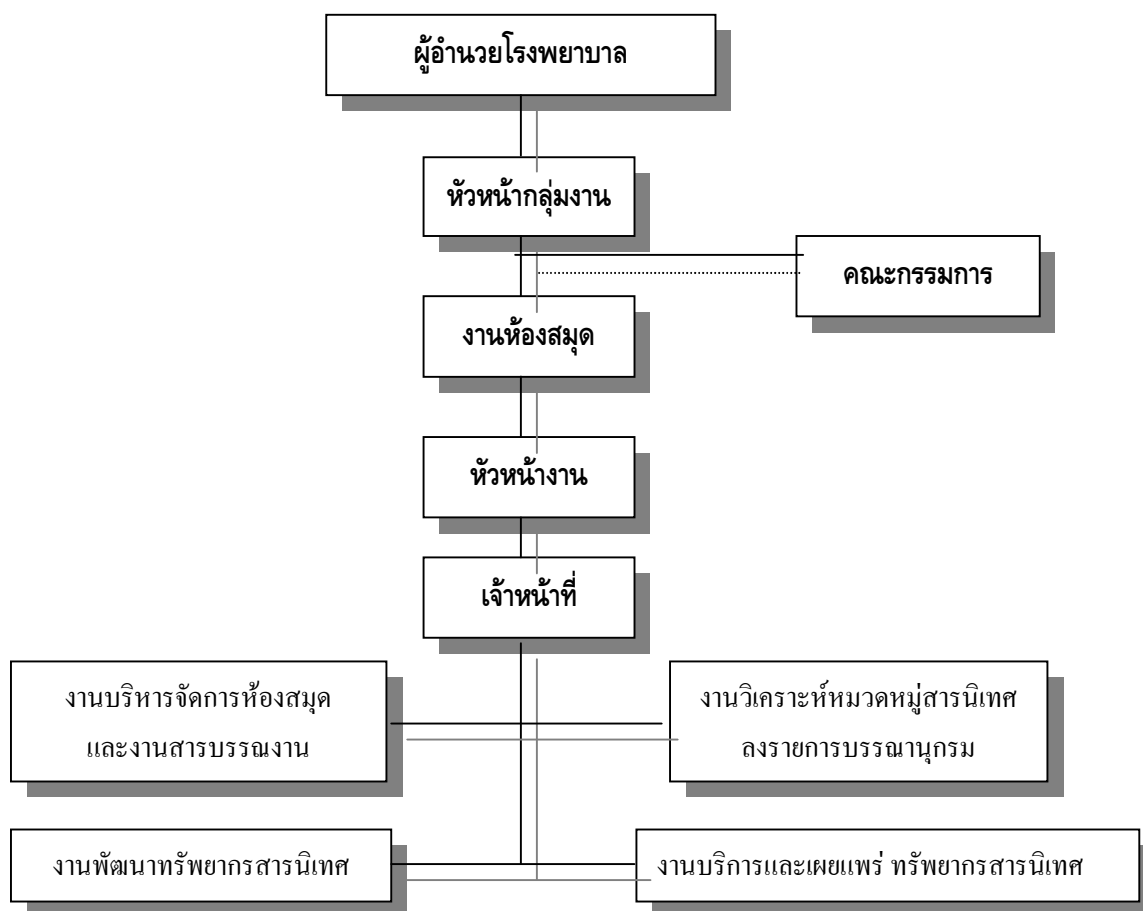 ผู้อำนวยโรงพยาบาล
หัวหน้ากลุ่มงาน
คณะกรรมการ
งานห้องสมุด
หัวหน้างาน
เจ้าหน้าที่
งานบริหารจัดการห้องสมุด
และงานสารบรรณงาน
งานวิเคราะห์หมวดหมู่สารนิเทศ
ลงรายการบรรณานุกรม
งานพัฒนาทรัพยากรสารนิเทศ
งานบริการและเผยแพร่ ทรัพยากรสารนิเทศ